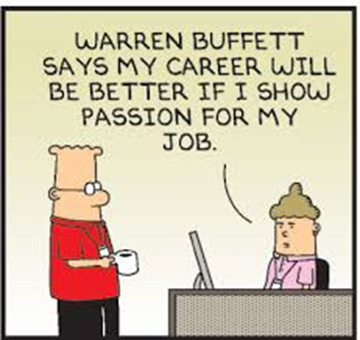 WARREN BUFFETT
SAYS MY CAREER WILL
BE BETTER IF I SHOW
PASSION FOR MY
JOB.